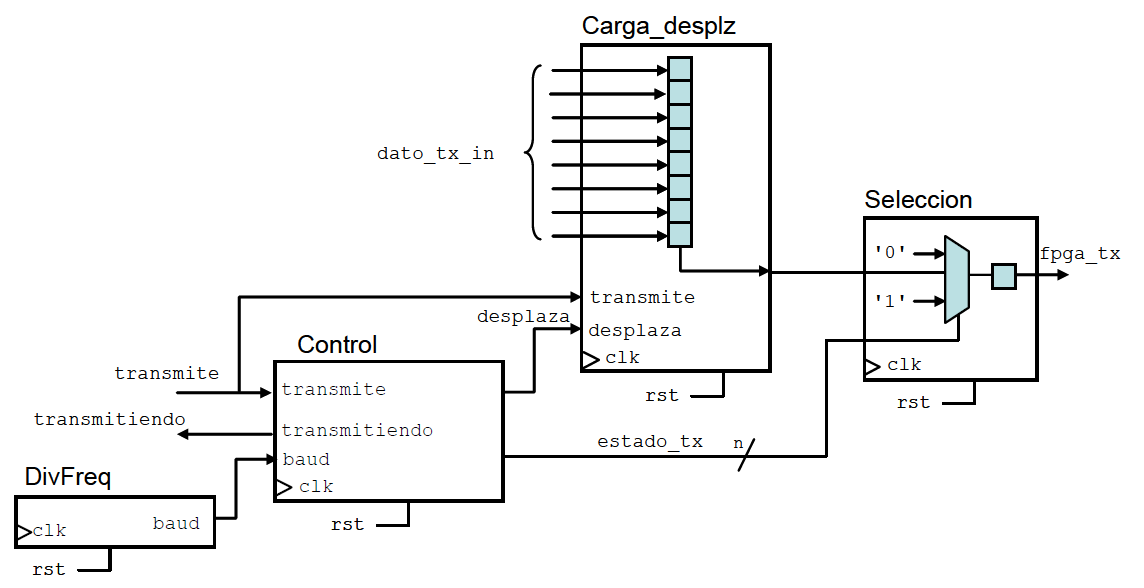 Carga_desplz
dato_tx_in
Seleccion
'0'
fpga_tx
'1'
transmite
desplaza
desplaza
clk
Control
clk
transmite
transmite
rst
rst
transmitiendo
transmitiendo
estado_tx
n
baud
DivFreq
clk
baud
rst
clk
rst